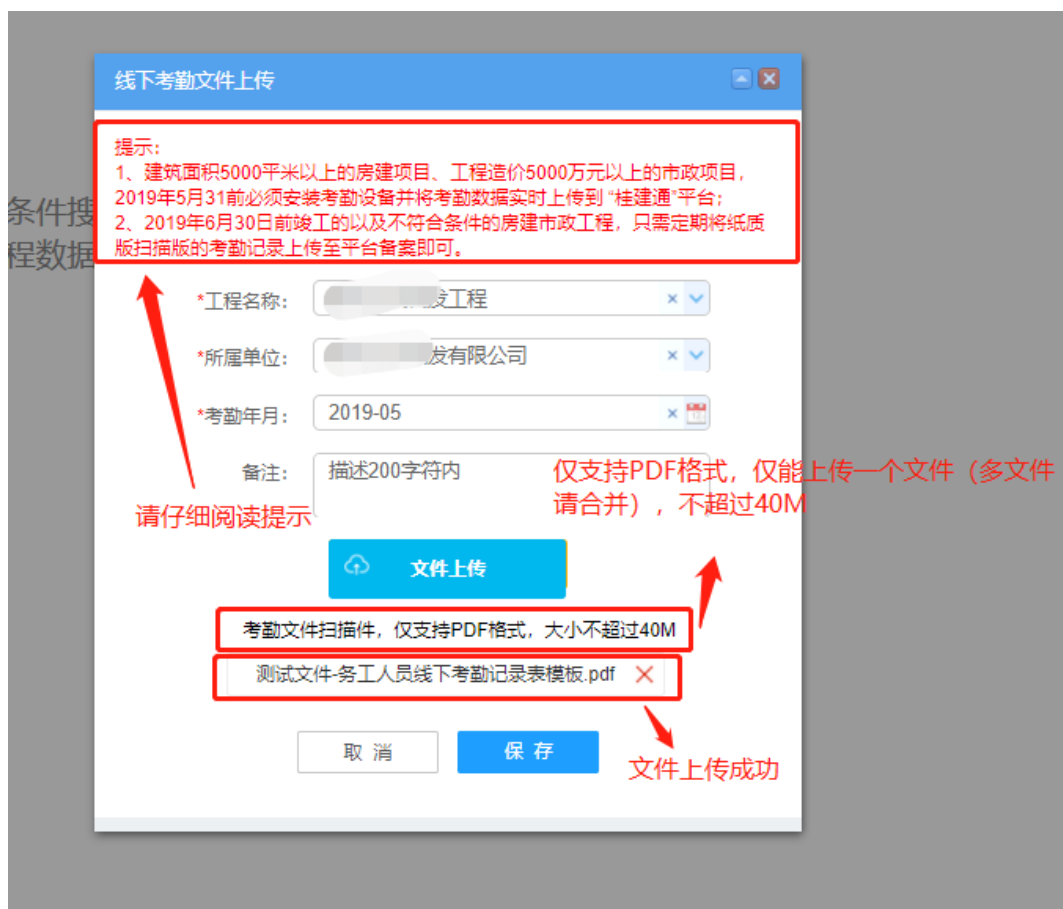 线下考勤文件上传
提示：
1、建筑面积5000平米以上的房建项目、工程造价5000万元以上的市政项目，
2019年5月31前必须安装考勤设备并将考勤数据实时上传到 “桂建通”平台；
2、2019年6月30日前竣工的以及不符合条件的房建市政工程，只需定期将纸质
版扫描版的考勤记录上传至平台备案即可。
条件搜
程数据
*工程名称：
发工程
*所属单位：
发有限公司
*考勤年月：
2019-05
备注：
描述200字符内
仅支持PDF格式，仅能上传一个文件（多文件
请合并），不超过40M
请仔细阅读提示
文件上传
考勤文件扫描件，仅支持PDF格式，大小不超过40M
测试文件-务工人员线下考勤记录表模板.pdf
取 消
保 存
文件上传成功